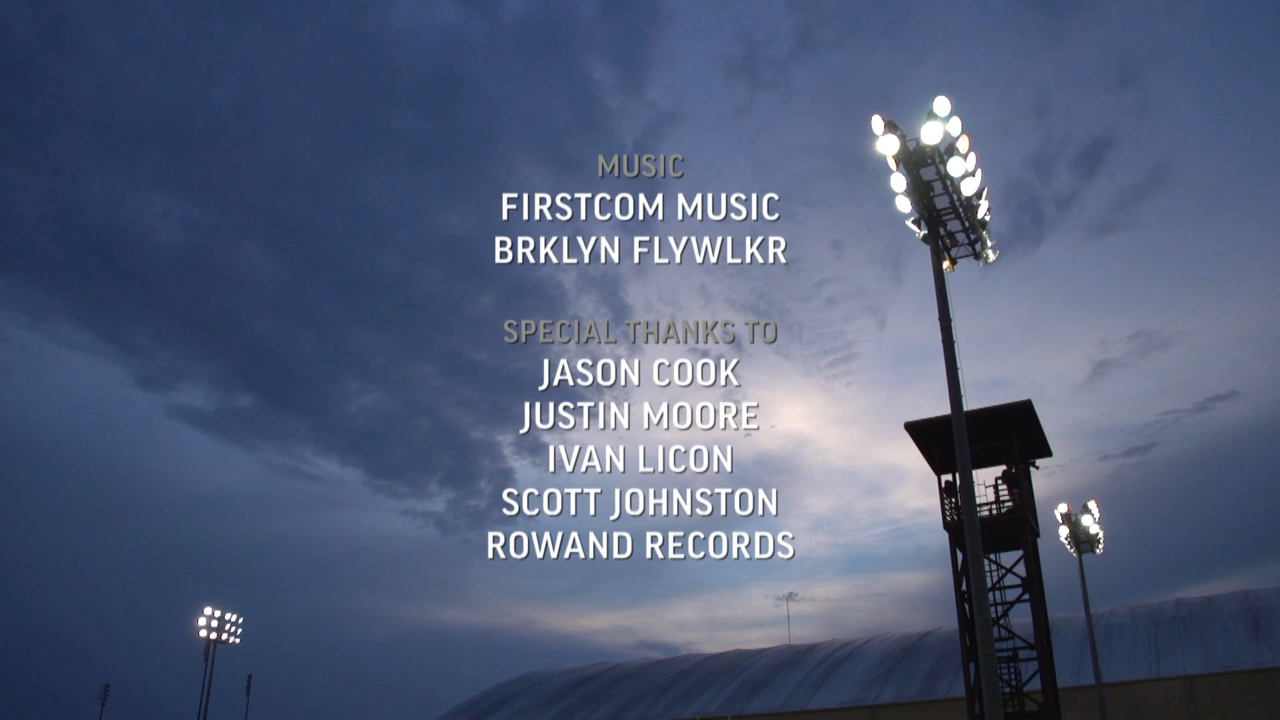 MUSIC
FIRSTCOM MUSIC
BRKLYN FLYWLKR
SPECIAL THANKS TO
JASON COOK
JUSTIN MOORE
IVAN LICON
SCOTT JOHNSTON
ROWAND RECORDS